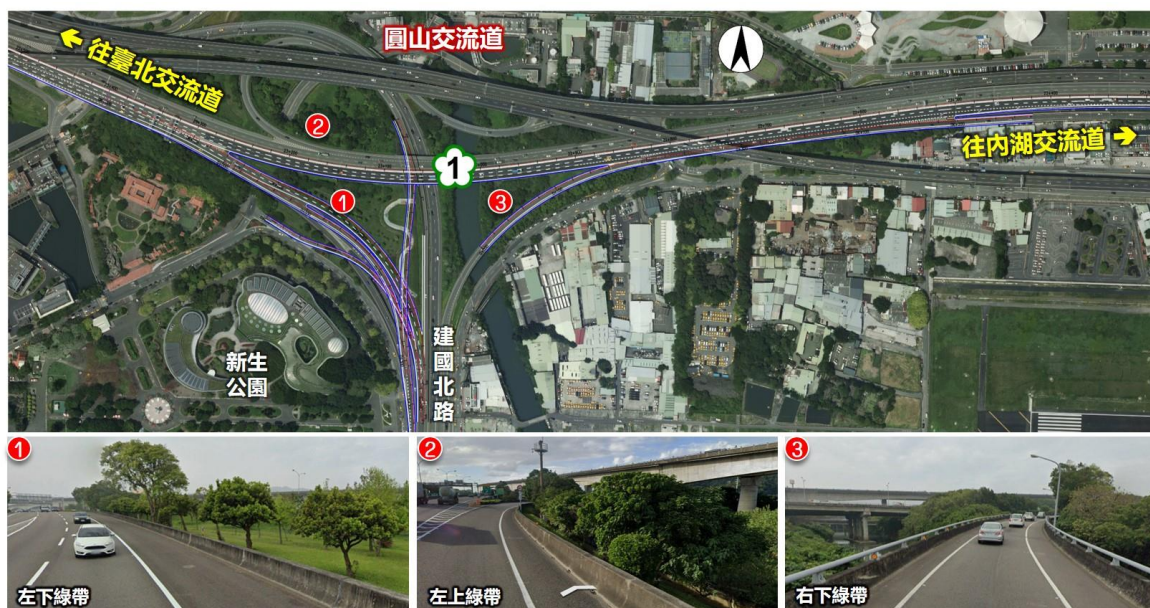 圓山交流道
往臺北交流道
往內湖交流道
1
2
1
3
新生
公園
建國北路
1
左下綠帶
2
左上綠帶
3
右下綠帶